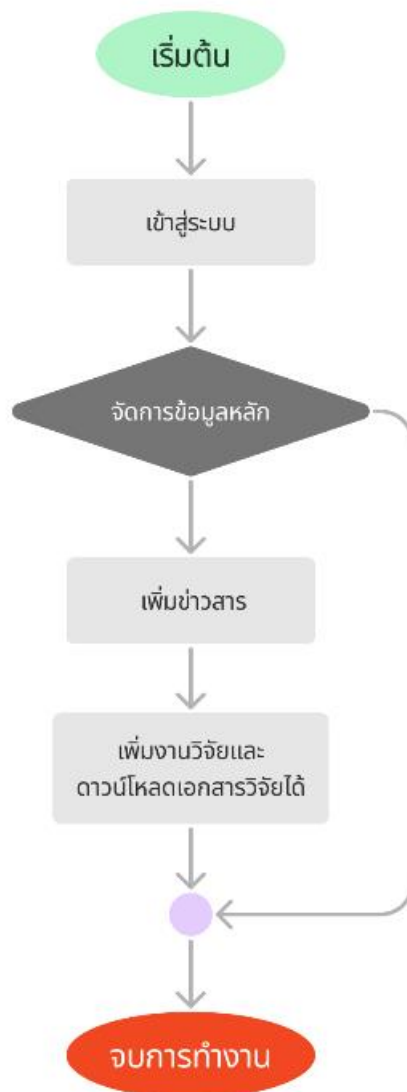 เริ่มต้น
เข้าสู่ระบบ
จัดการข้อมูลหลัก
เพิ่มข่าวสาร
เพิ่มงานวิจัยและ
ดาวน์โหลดเอกสารวิจัยได้
จบการทำงาน